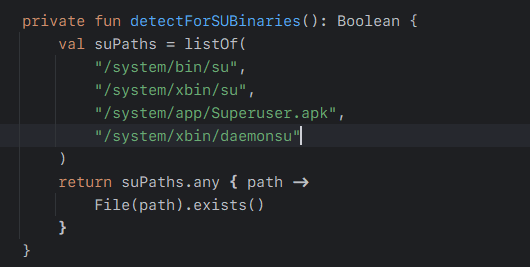 private fun detectForSUBinaries(): Boolean {
    val suPaths = listOf(
        "/system/bin/su",
        "/system/xbin/su",
        "/system/app/Superuser.apk",
        "/system/xbin/daemonsu"
    )
    return suPaths.any { path →
        File(path).exists()
    }
}